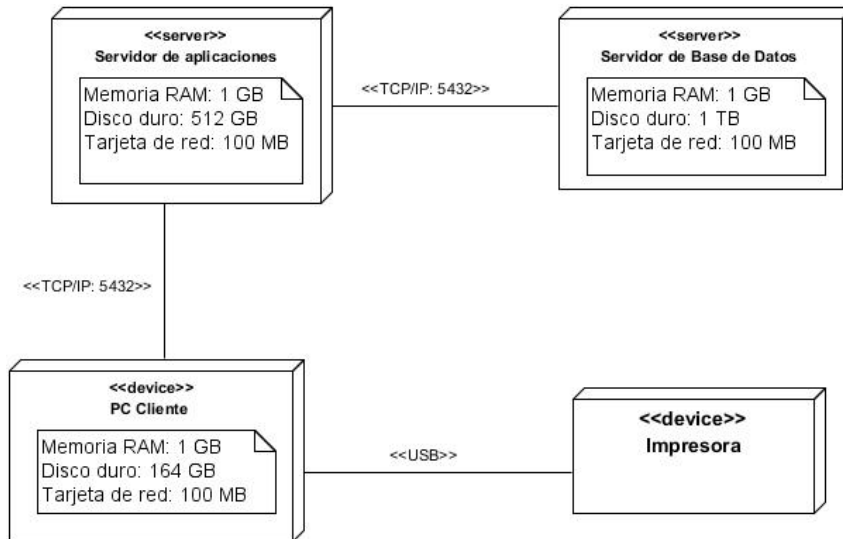 <<server>>
Servidor de aplicaciones
Memoria RAM: 1 GB
Disco duro: 512 GB
Tarjeta de red: 100 MB
<<TCP/IP: 5432>>
<<server>>
Servidor de Base de Datos
Memoria RAM: 1 GB
Disco duro: 1 TB
Tarjeta de red: 100 MB
<<TCP/IP: 5432>>
<<device>>
PC Cliente
Memoria RAM: 1 GB
Disco duro: 164 GB
Tarjeta de red: 100 MB
<<USB>>
<<device>>
Impresora